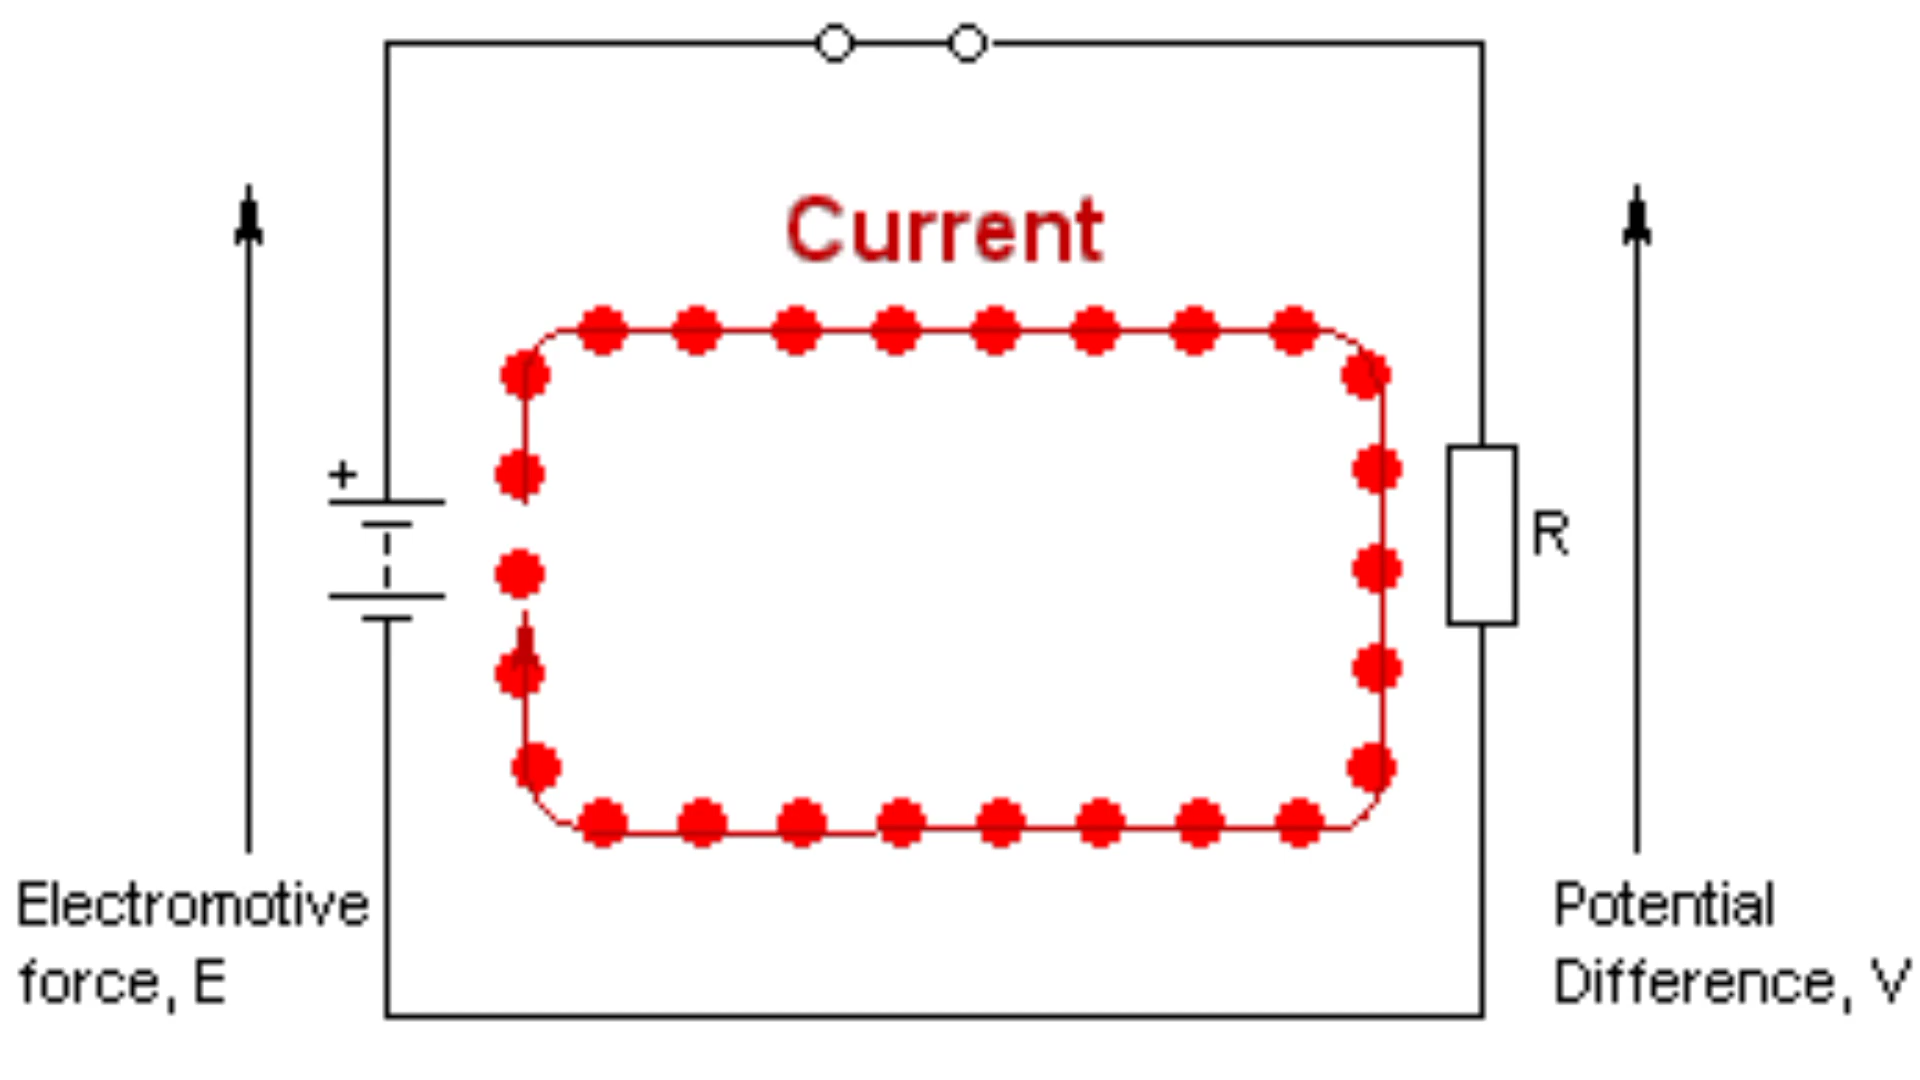 Current
+
R
Electromotive
force, E
Potential
Difference, V